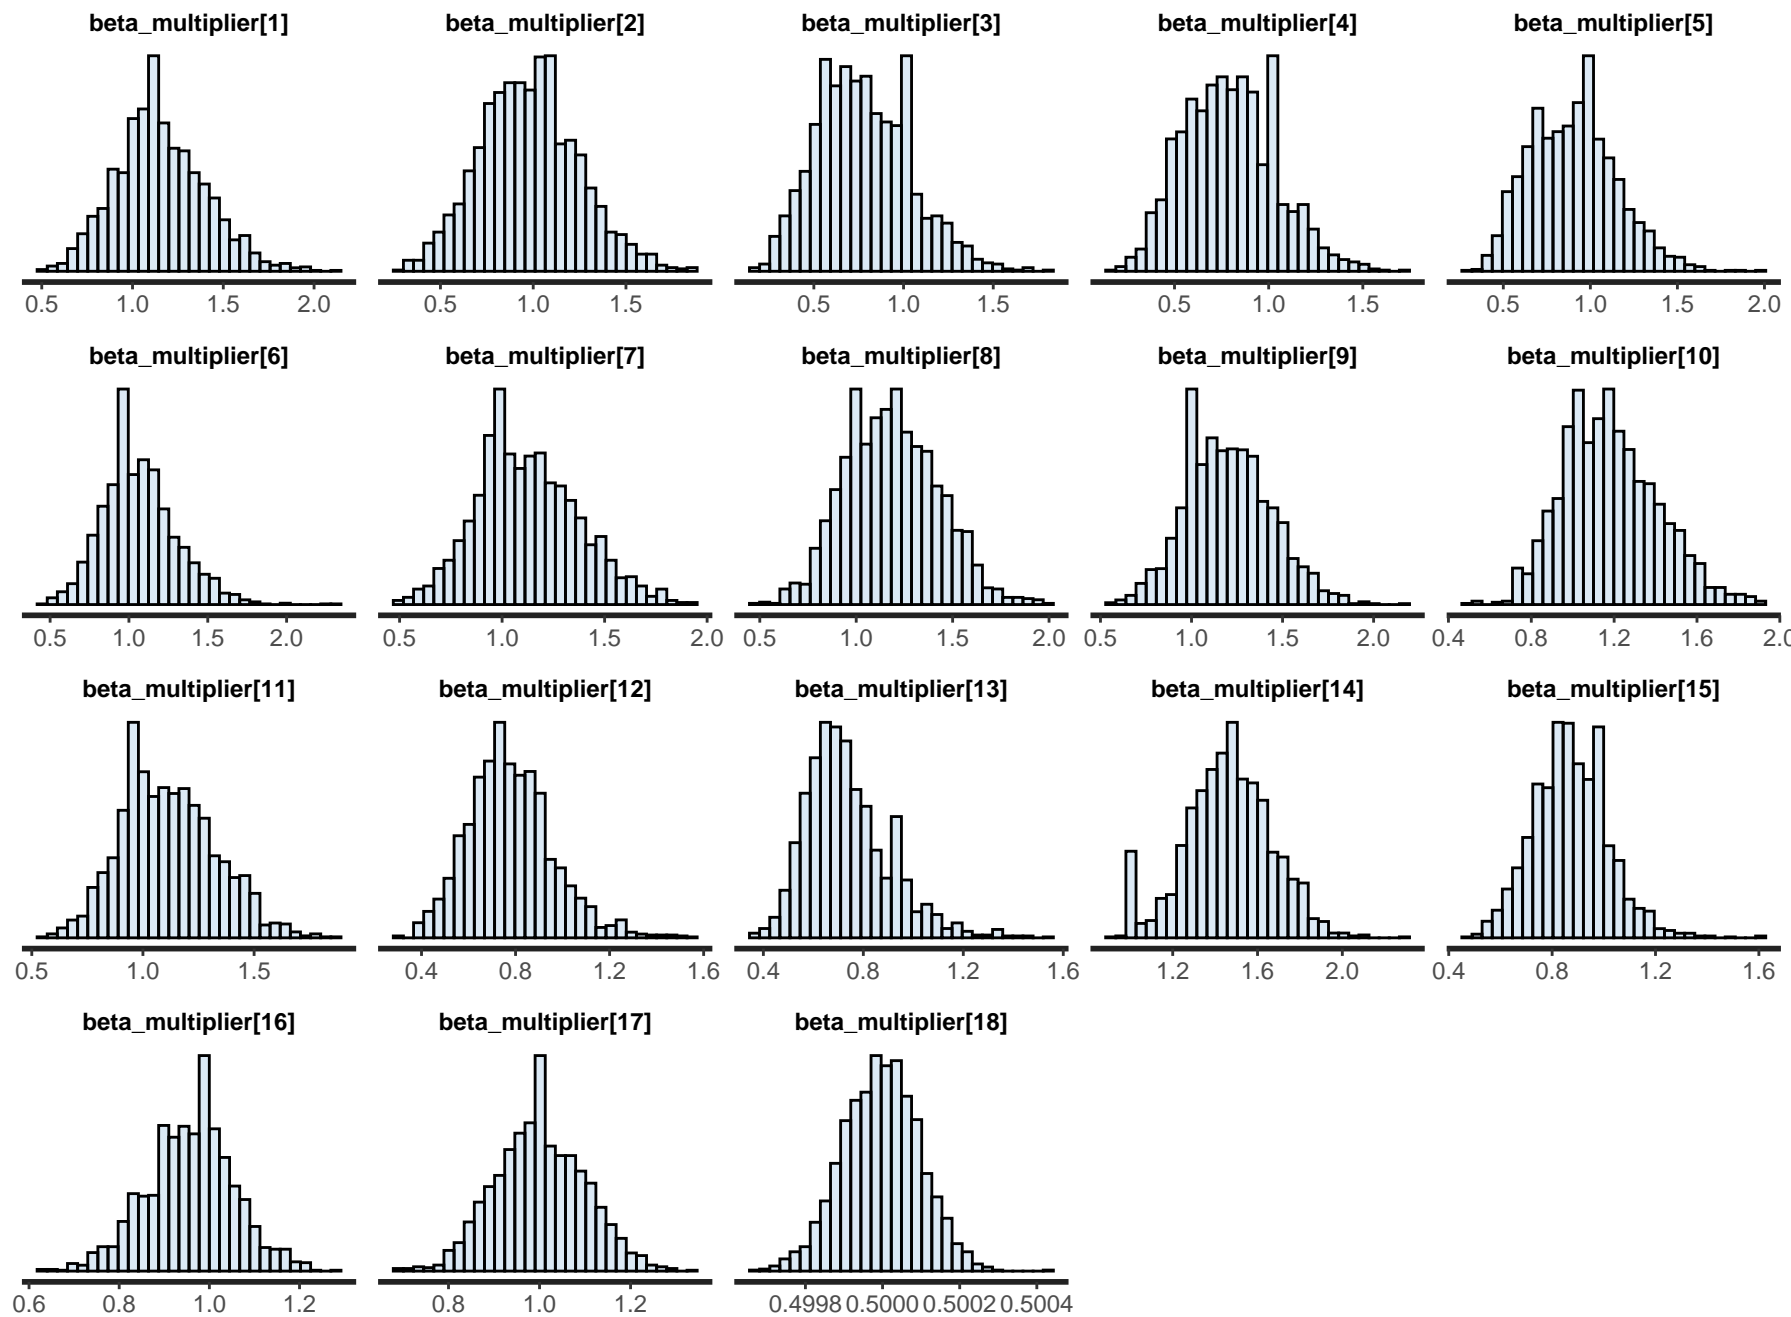 beta_multiplier[1] beta_multiplier[2] beta_multiplier[3] beta_multiplier[4] beta_multiplier[5]
0.5 1.0 1.5 2.0 0.5 1.0 1.5 0.5 1.0 1.5 0.5 1.0 1.5 0.5 1.0 1.5 2.0
beta_multiplier[6] beta_multiplier[7] beta_multiplier[8] beta_multiplier[9] beta_multiplier[10]
0.5 1.0 1.5 2.0 0.5 1.0 1.5 2.0 0.5 1.0 1.5 2.0 0.5 1.0 1.5 2.0 0.4 0.8 1.2 1.6 2.0
beta_multiplier[11] beta_multiplier[12] beta_multiplier[13] beta_multiplier[14] beta_multiplier[15]
0.5 1.0 1.5 0.4 0.8 1.2 1.6 0.4 0.8 1.2 1.6 1.2 1.6 2.0 0.4 0.8 1.2 1.6
beta_multiplier[16] beta_multiplier[17] beta_multiplier[18]
0.6 0.8 1.0 1.2 0.8 1.0 1.2 0.4998 0.5000 0.5002 0.5004